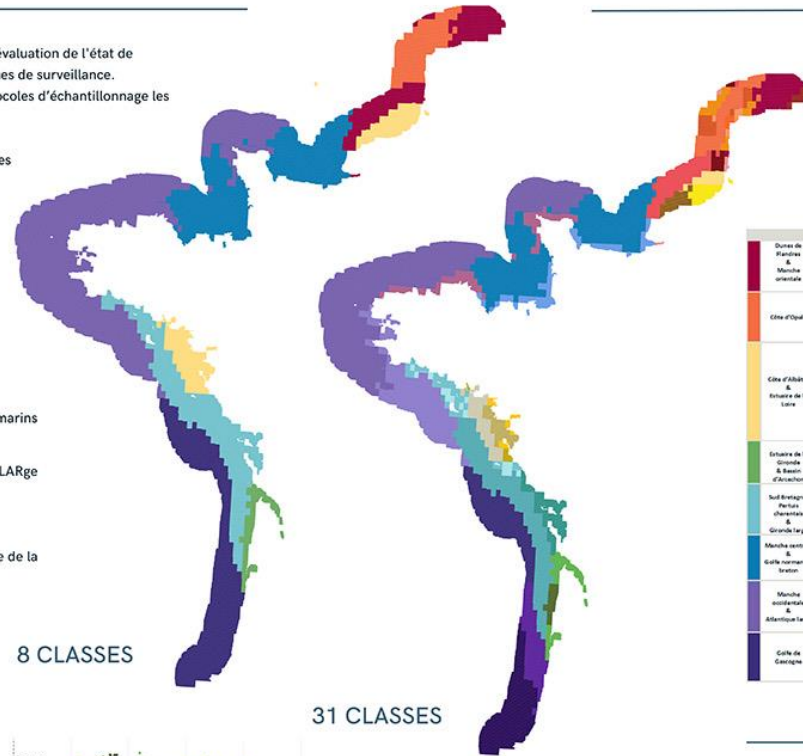 évaluation de l'état de
es de surveillance.
ocoles d'échantillonnage les
es
marins
LARge
e de la
8 CLASSES
31 CLASSES
Dunes de
Flandres
&
Manche
orientale
Côte d'Opal
Côte d'Albât
&
Estuaire de l
Loire
Estuaire de l
Gironde
& Bassin
d'Arcachon
Sud Bretagn
Pertuis
charentais
&
Gironde larg
Manche cent
&
Golfe norman
breton
Manche
occidentale
&
Atlantique la
Golfe de
Gascogne